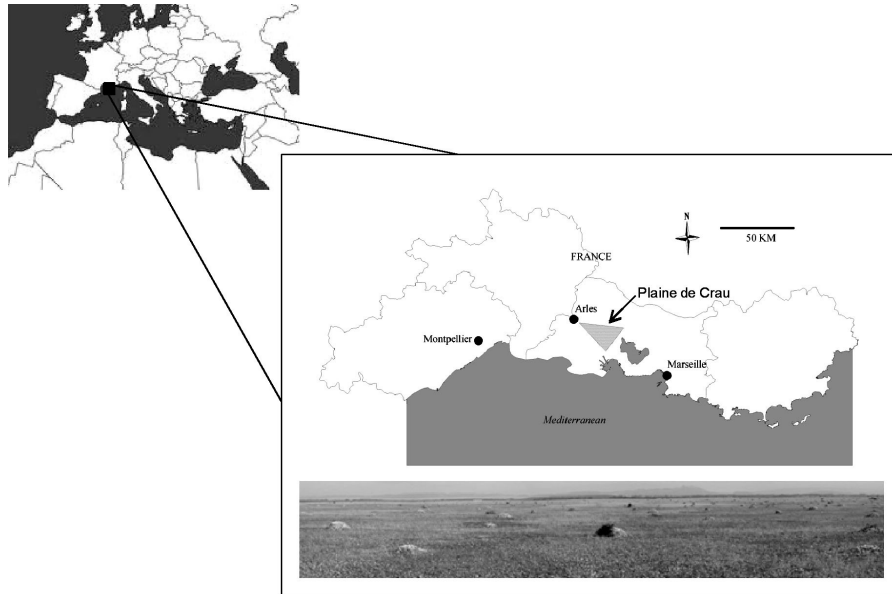 N
50 KM
FRANCE
Plaine de Crau
Arles
Montpellier
Marseille
Mediterranean